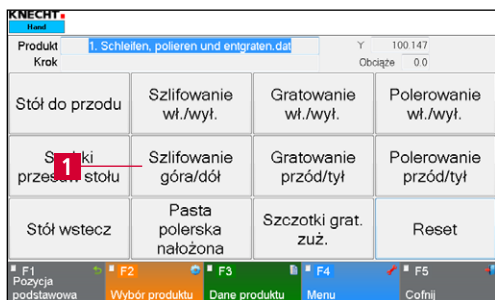 KNECHT
Hand
Produkt 1. Schleifen, polieren und entgraten.dat Y 100.147
Krok Obciąże 0.0
Stół do przodu
Szlifowanie
wł./wył.
Gratowanie
wł./wył.
Polerowanie
wł./wył.
przesuw stołu
1
Szlifowanie
góra/dół
Gratowanie
przód/tył
Polerowanie
przód/tył
Stół wstecz
Pasta
polerska
nałożona
Szczotki grat.
zuż.
Reset
F1
Pozycja
podstawowa
F2
Wybór produktu
F3
Dane produktu
F4
Menu
F5
Cofnij